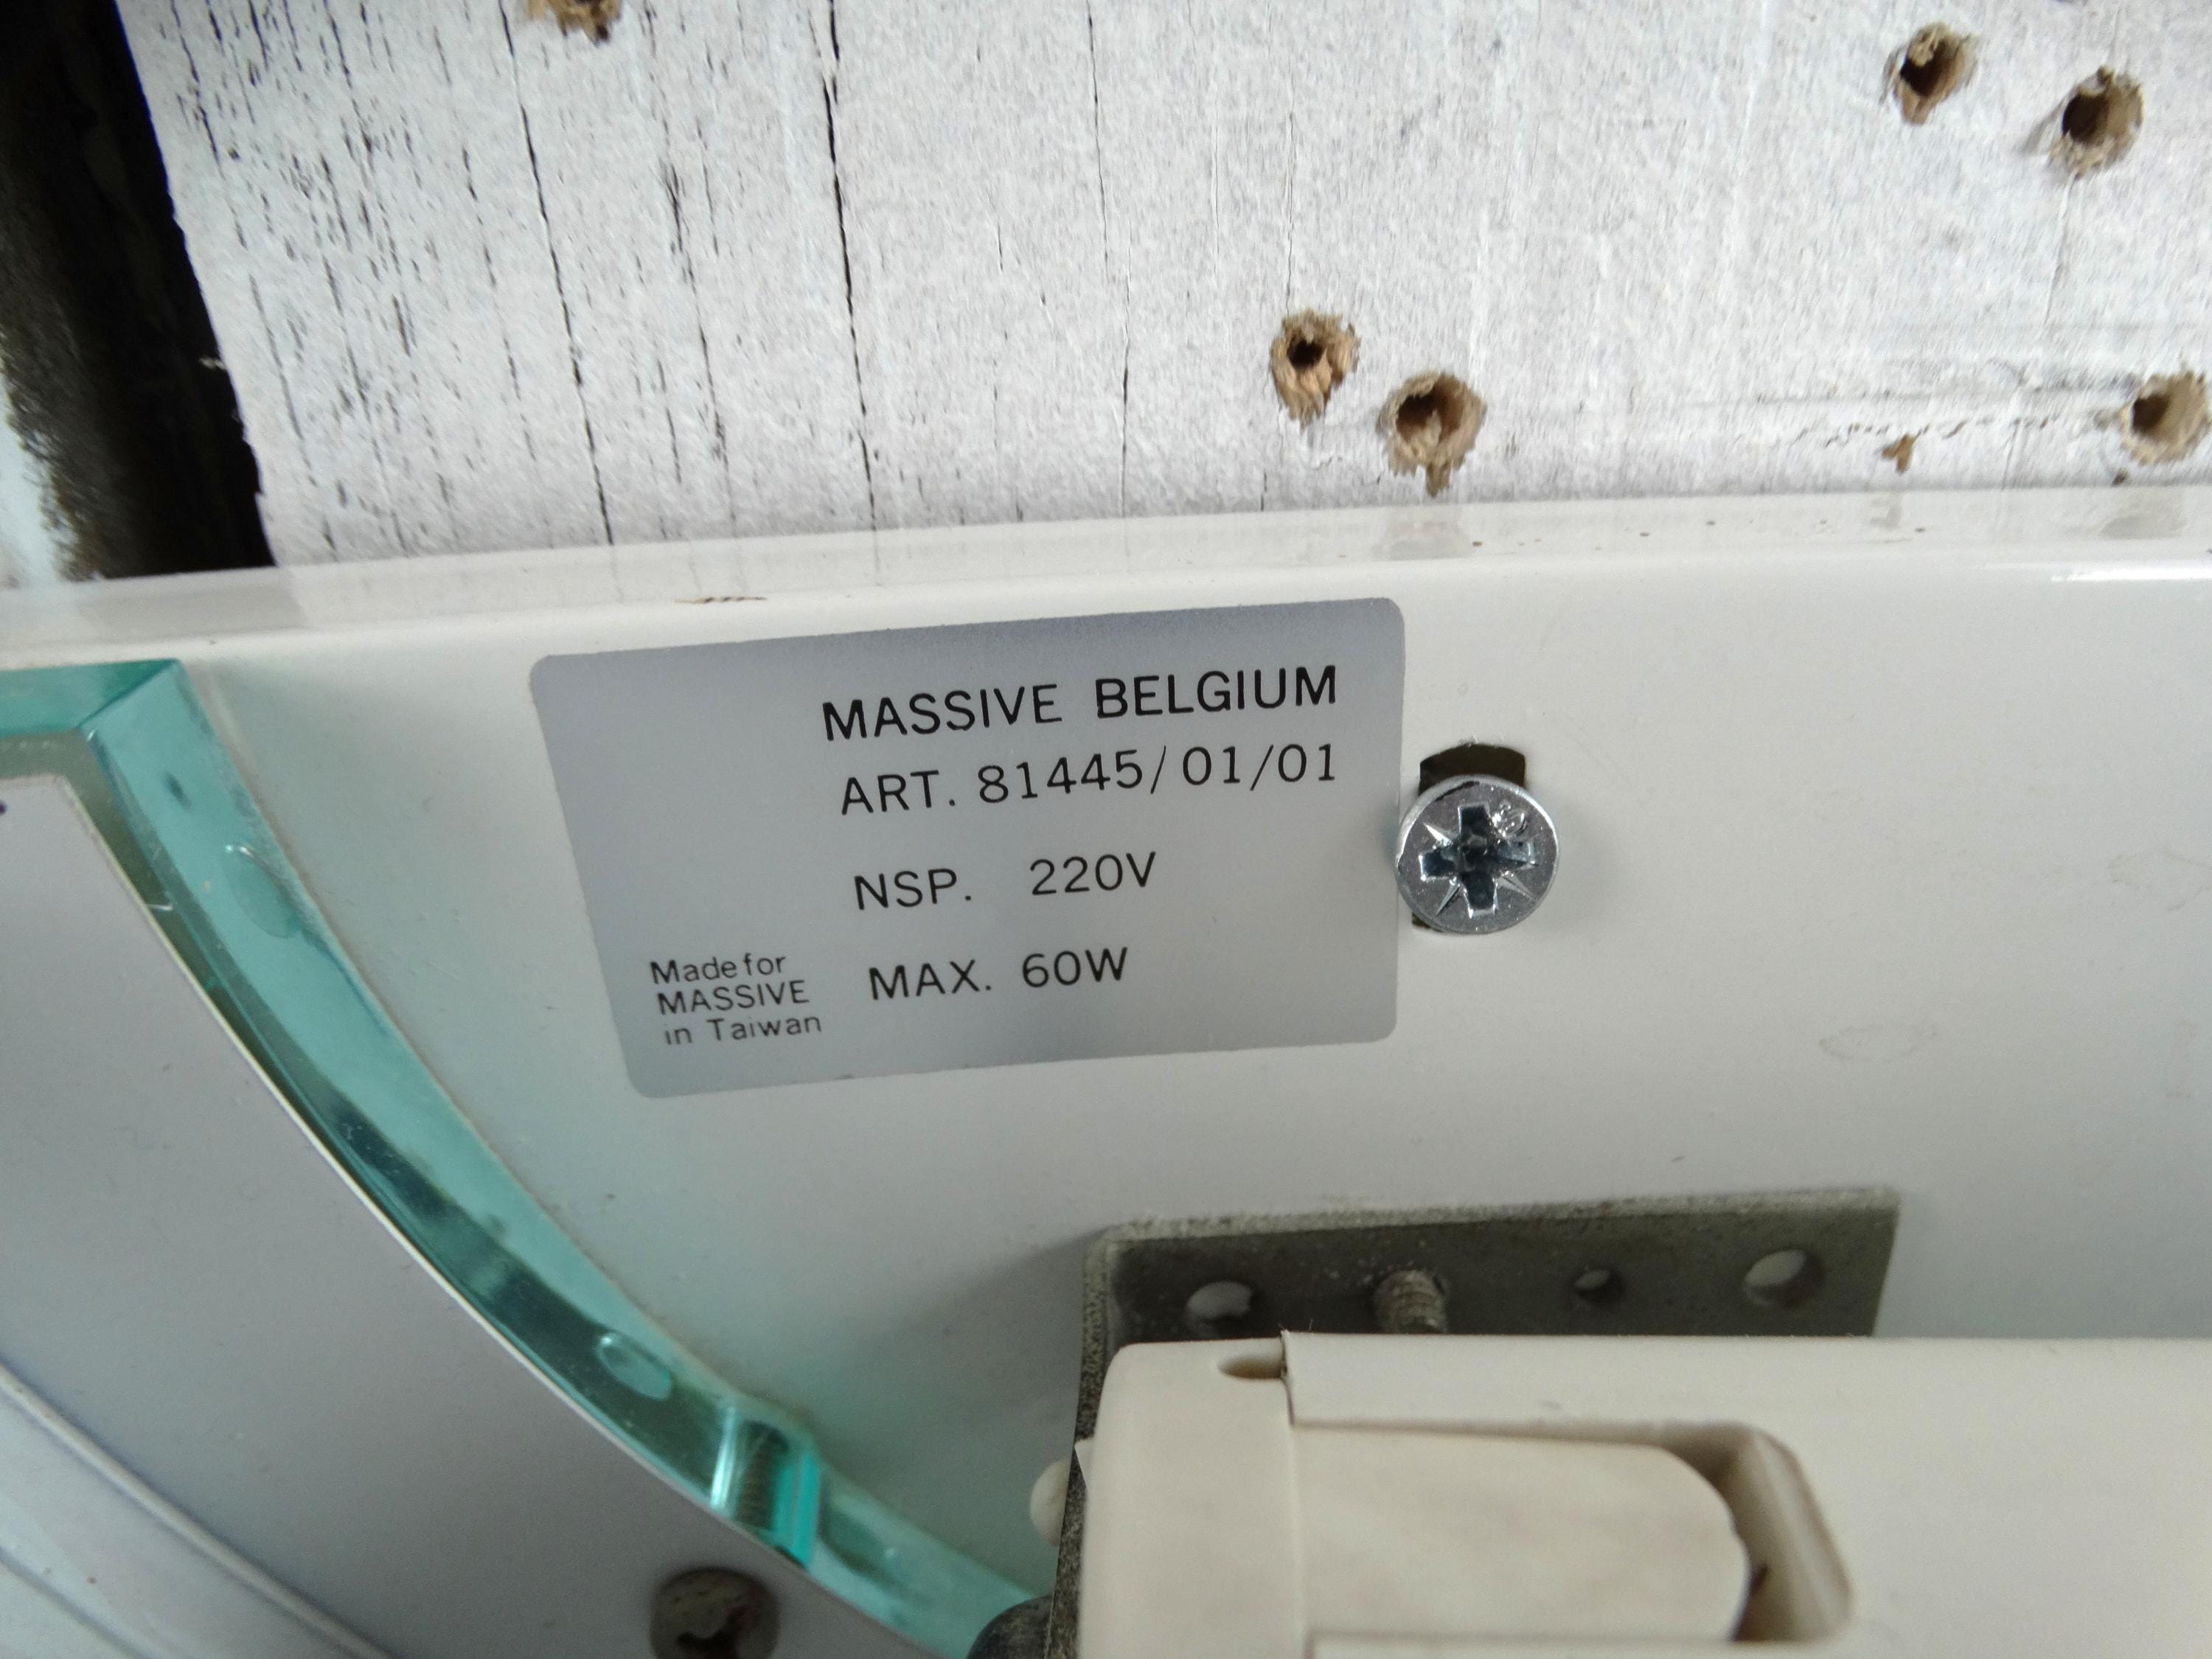 MASSIVE BELGIUM
ART. 81445/01/01
NSP. 220V
MAX. 60W
Made for
MASSIVE
in Taiwan